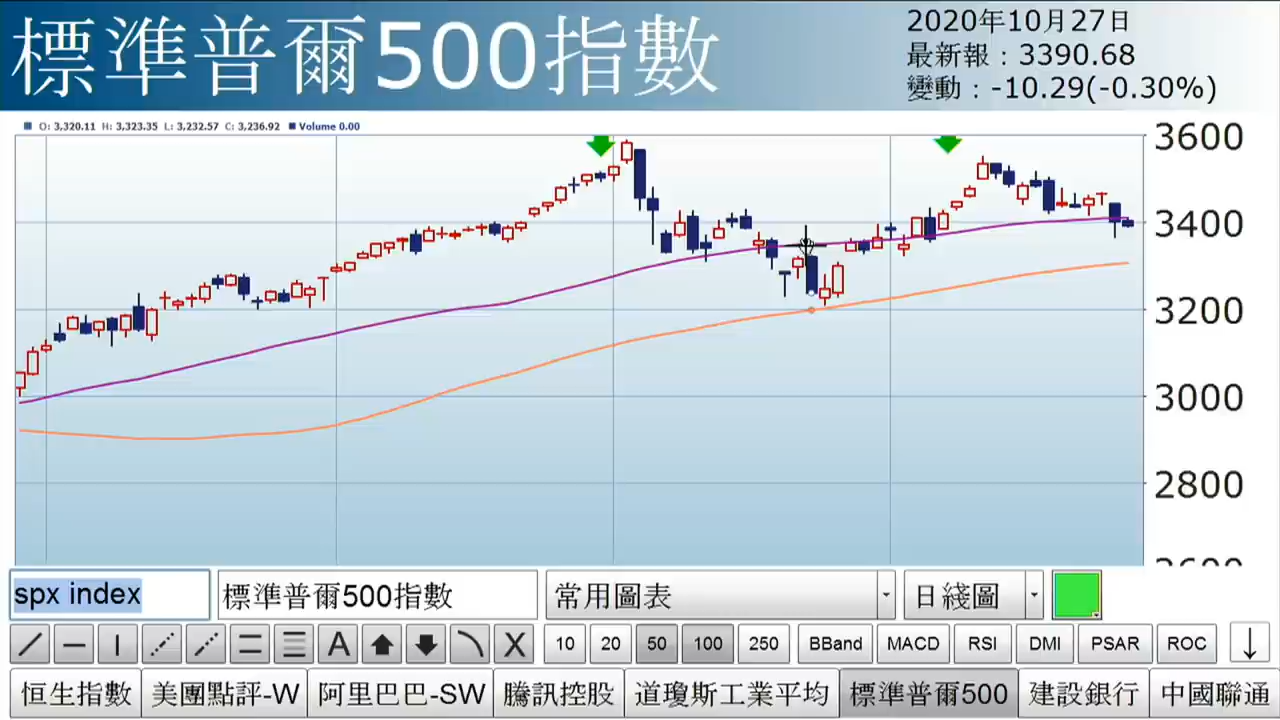 標準普爾500指數
2020年10月27日
最新報：3390.68
變動：-10.29(-0.30%)
O: 3,320.11 H: 3,323.35 L: 3,232.57 C: 3,236.92 Volume 0.00
3600
3400
3200
3000
2800
spx index 標準普爾500指數 常用圖表 日綫圖
A X 10 20 50 100 250 BBand MACD RSI DMI PSAR ROC
恒生指數 美團點評-W 阿里巴巴-SW 騰訊控股 道瓊斯工業平均 標準普爾500 建設銀行 中國聯通